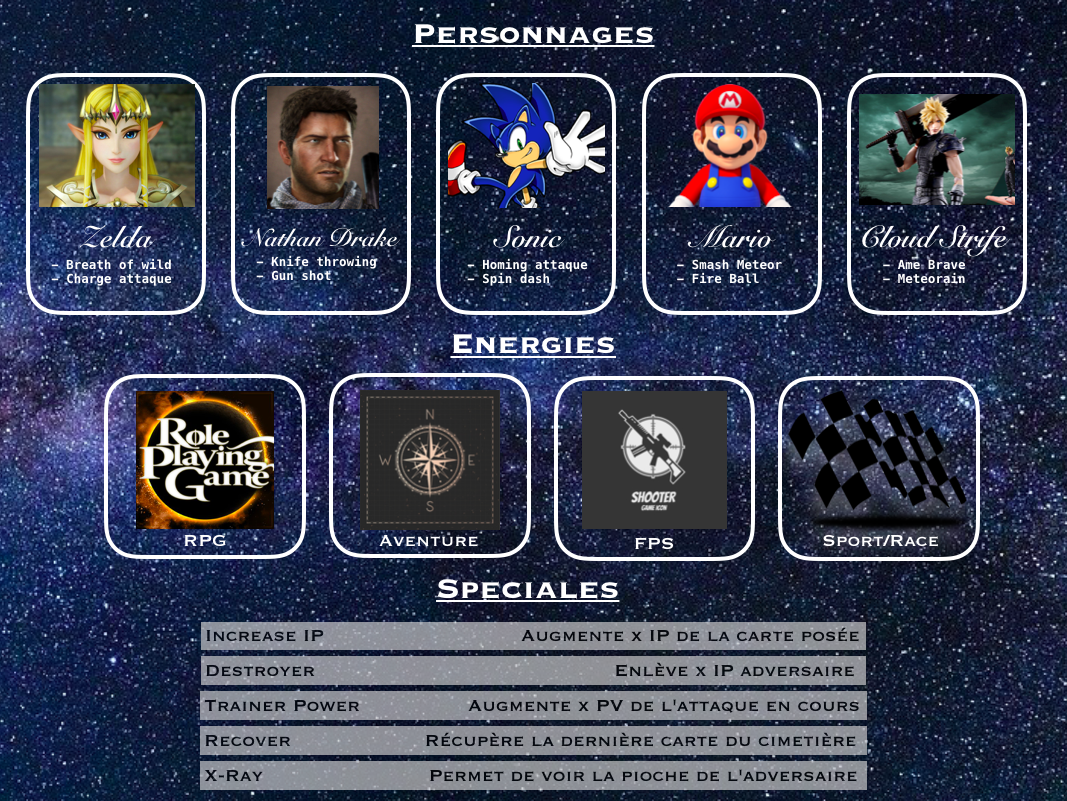 Personnages
Zelda
– Breath of wild
– Charge attaque
Nathan Drake
– Knife throwing
– Gun shot
Sonic
– Homing attaque
– Spin dash
M
Mario
– Smash Meteor
– Fire Ball
Cloud Strife
– Ame Brave
– Meteorain
Energies
Role
Playing
Game
RPG
N
W E
S
Aventure
SHOOTER
GAME ICON
FPS
Sport/Race
Speciales
Increase IP Augmente x IP de la carte posée
Destroyer Enlève x IP adversaire
Trainer Power Augmente x PV de l'attaque en cours
Recover Récupère la dernière carte du cimetière
X-Ray Permet de voir la pioche de l'adversaire